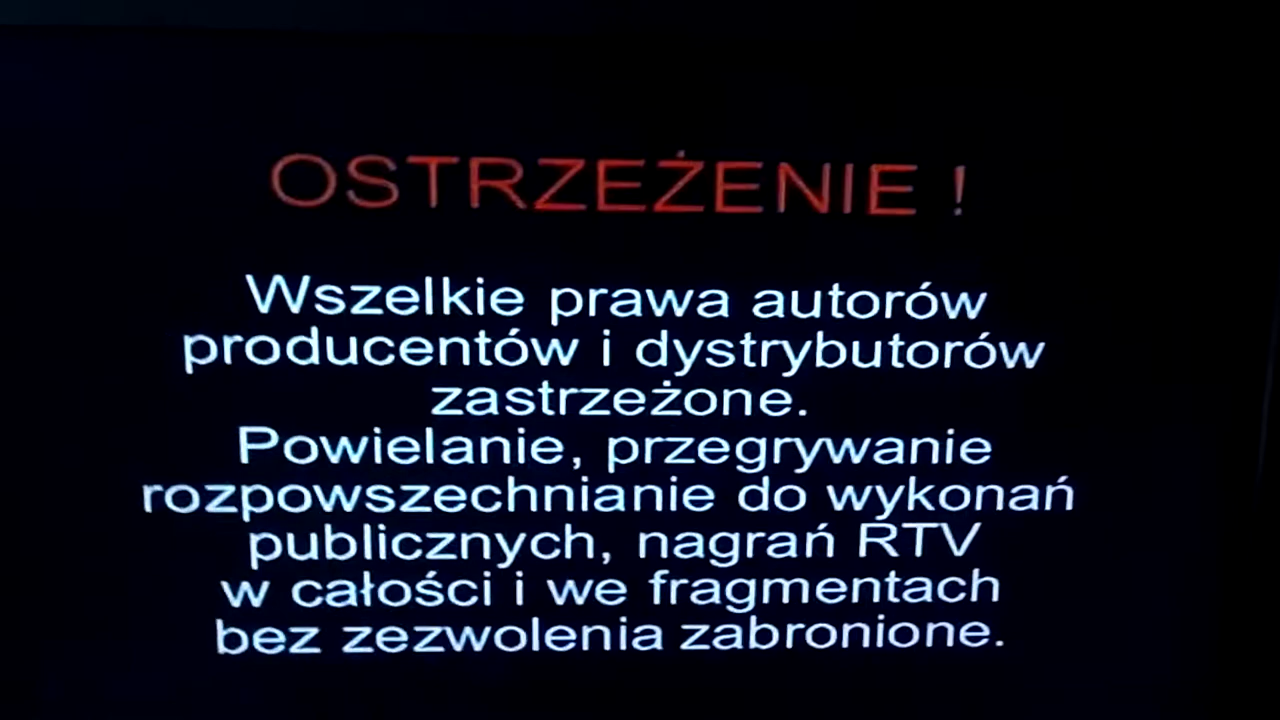 OSTRZEŻENIE !
Wszelkie prawa autorów
producentów i dystrybutorów
zastrzeżone.
Powielanie, przegrywanie
rozpowszechnianie do wykonań
publicznych, nagrań RTV
w całości i we fragmentach
bez zezwolenia zabronione.